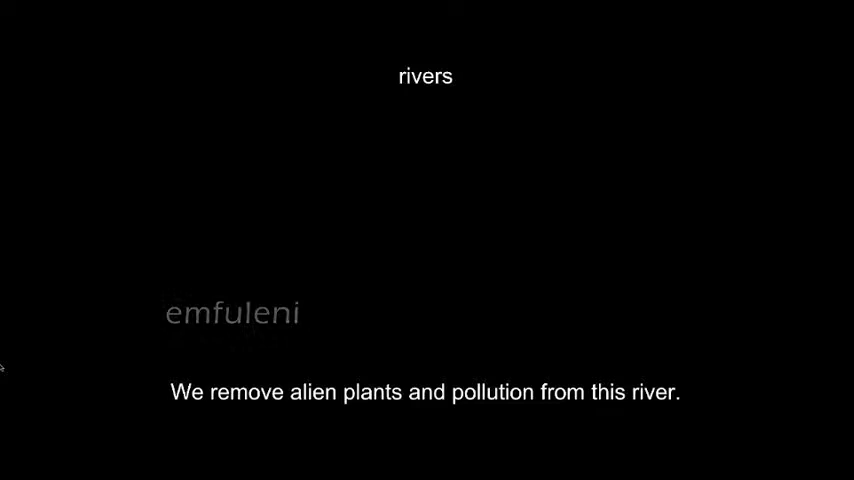 rivers
emfuleni
We remove alien plants and pollution from this river.